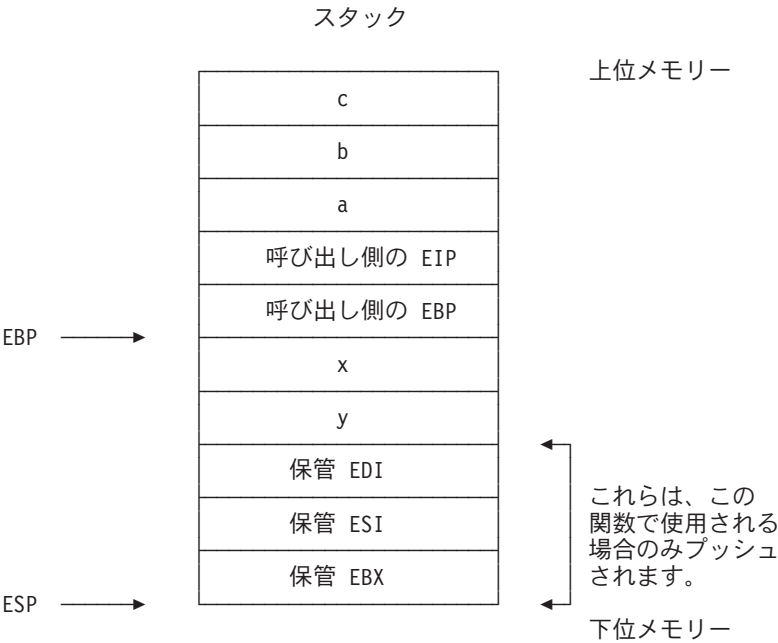 スタック
上位メモリー
c
b
a
呼び出し側の EIP
呼び出し側の EBP
EBP
x
y
保管 EDI
保管 ESI
保管 EBX
これらは、この
関数で使用される
場合のみプッシュ
されます。
ESP
下位メモリー